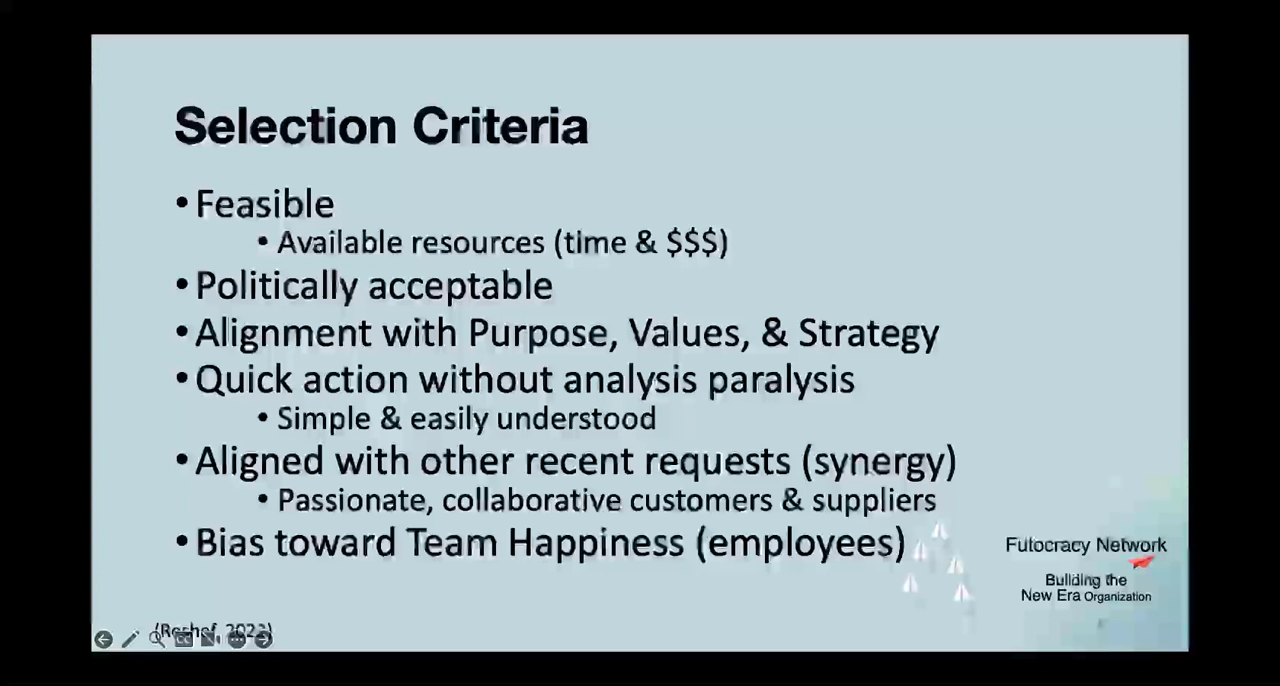 Selection Criteria
• Feasible
• Available resources (time & $$$)
• Politically acceptable
• Alignment with Purpose, Values, & Strategy
• Quick action without analysis paralysis
• Simple & easily understood
• Aligned with other recent requests (synergy)
• Passionate, collaborative customers & suppliers
• Bias toward Team Happiness (employees)
Futocracy Network
Building the
New Era Organization